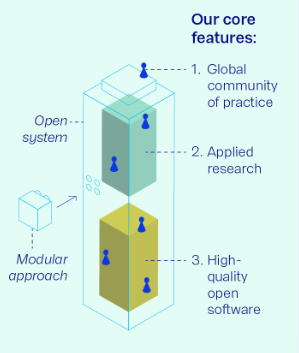 Our core
features:
1. Global
community
of practice
Open
system
2. Applied
research
Modular
approach
3. High-
quality
open
software